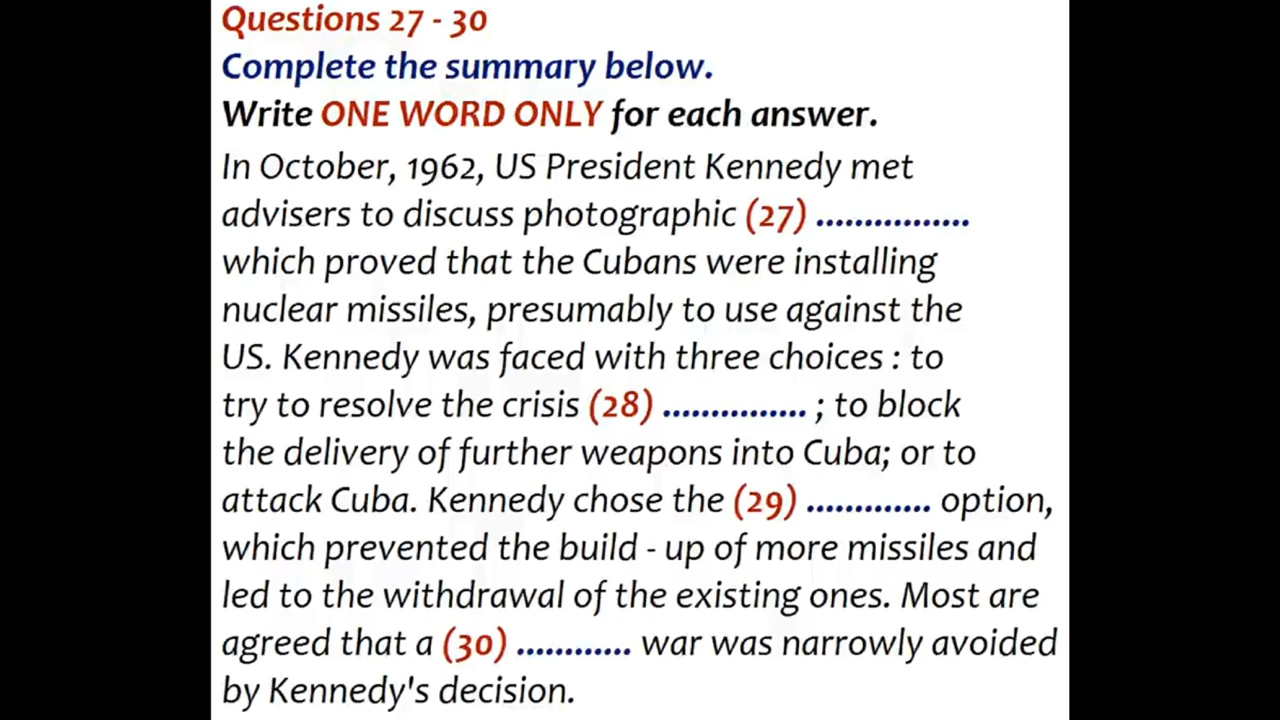 Questions 27 - 30
Complete the summary below.
Write ONE WORD ONLY for each answer.
In October, 1962, US President Kennedy met
advisers to discuss photographic (27) ................
which proved that the Cubans were installing
nuclear missiles, presumably to use against the
US. Kennedy was faced with three choices : to
try to resolve the crisis (28) ............... ; to block
the delivery of further weapons into Cuba; or to
attack Cuba. Kennedy chose the (29) ............. option,
which prevented the build - up of more missiles and
led to the withdrawal of the existing ones. Most are
agreed that a (30) ............ war was narrowly avoided
by Kennedy's decision.